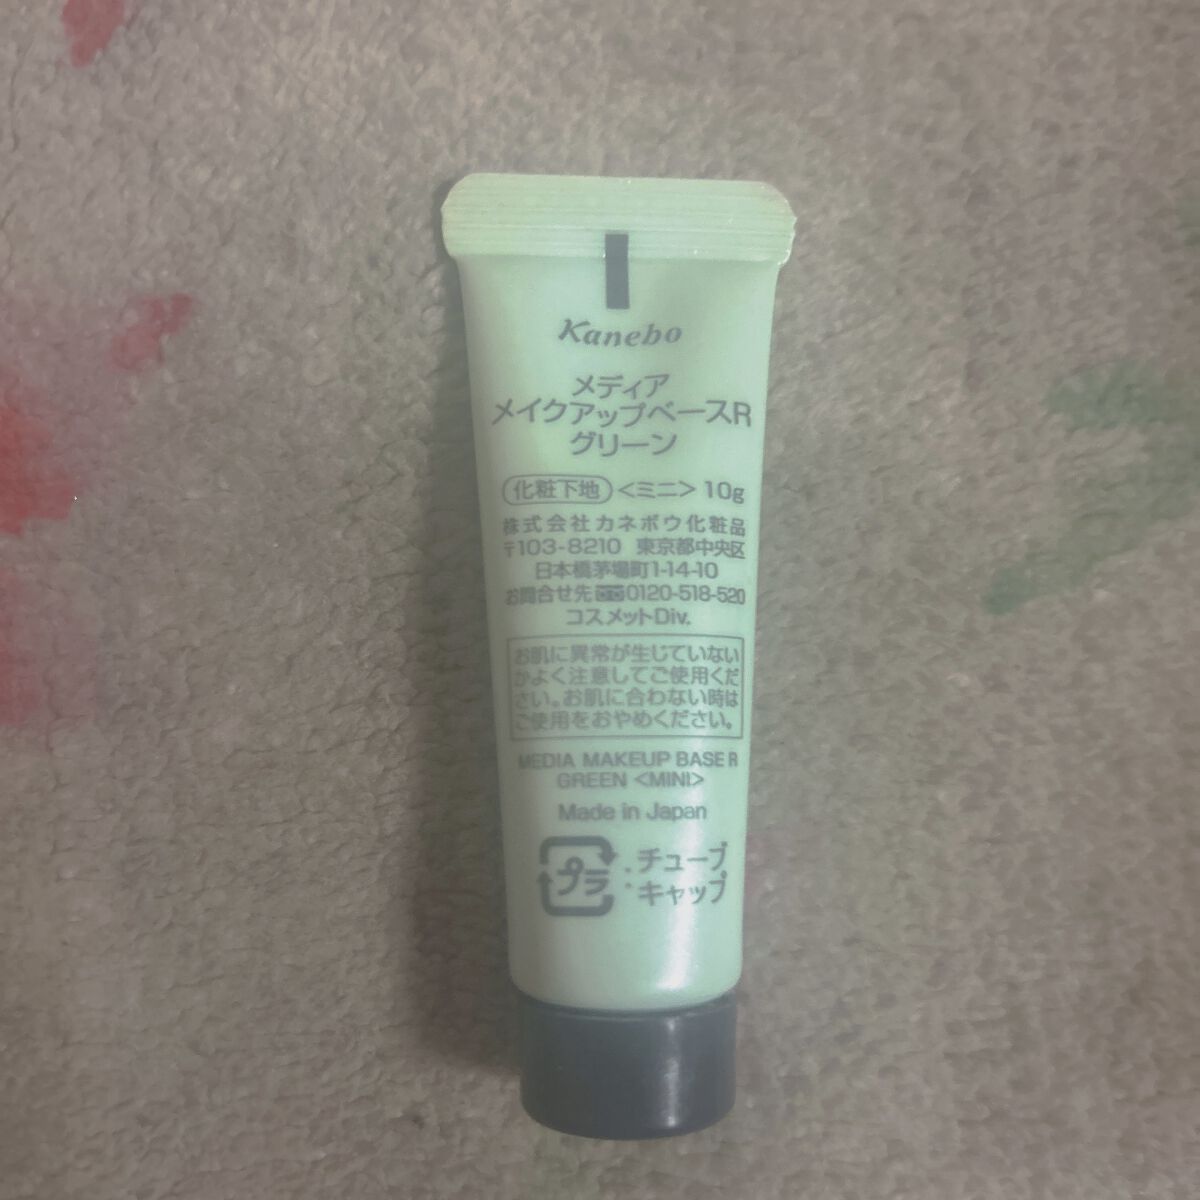 Kanebo
メディア
メイクアップベースR
グリーン
化粧下地 <ミニ> 10g
株式会社カネボウ化粧品
〒103-8210 東京都中央区
日本橋茅場町1-14-10
お問合せ先 0120-518-520
コスメットDiv.
お肌に異常が生じていない
かよく注意してご使用くだ
さい。お肌に合わない時は
ご使用をおやめください。
MEDIA MAKEUP BASE R
GREEN <MINI>
Made in Japan
プラ : チューブ
キャップ